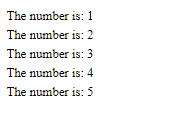 The number is: 1
The number is: 2
The number is: 3
The number is: 4
The number is: 5